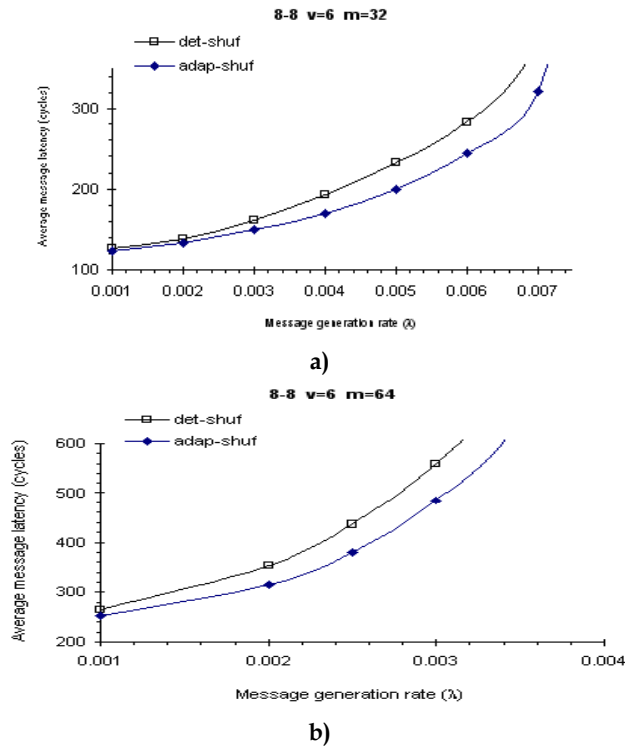 8-8 v=6 m=32
det-shuf
adap-shuf
Average message latency (cycles)
300
200
100
0.001 0.002 0.003 0.004 0.005 0.006 0.007
Message generation rate (λ)
a)
8-8 v=6 m=64
det-shuf
adap-shuf
Average message latency (cycles)
600
500
400
300
200
0.001 0.002 0.003 0.004
Message generation rate (λ)
b)